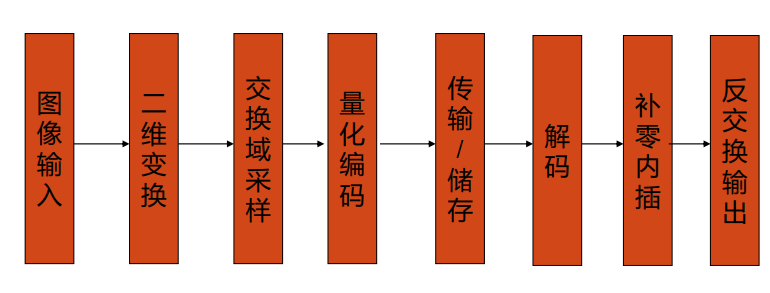 图像输入
二维变换
交换域采样
量化编码
传输/储存
解码
补零内插
反交换输出